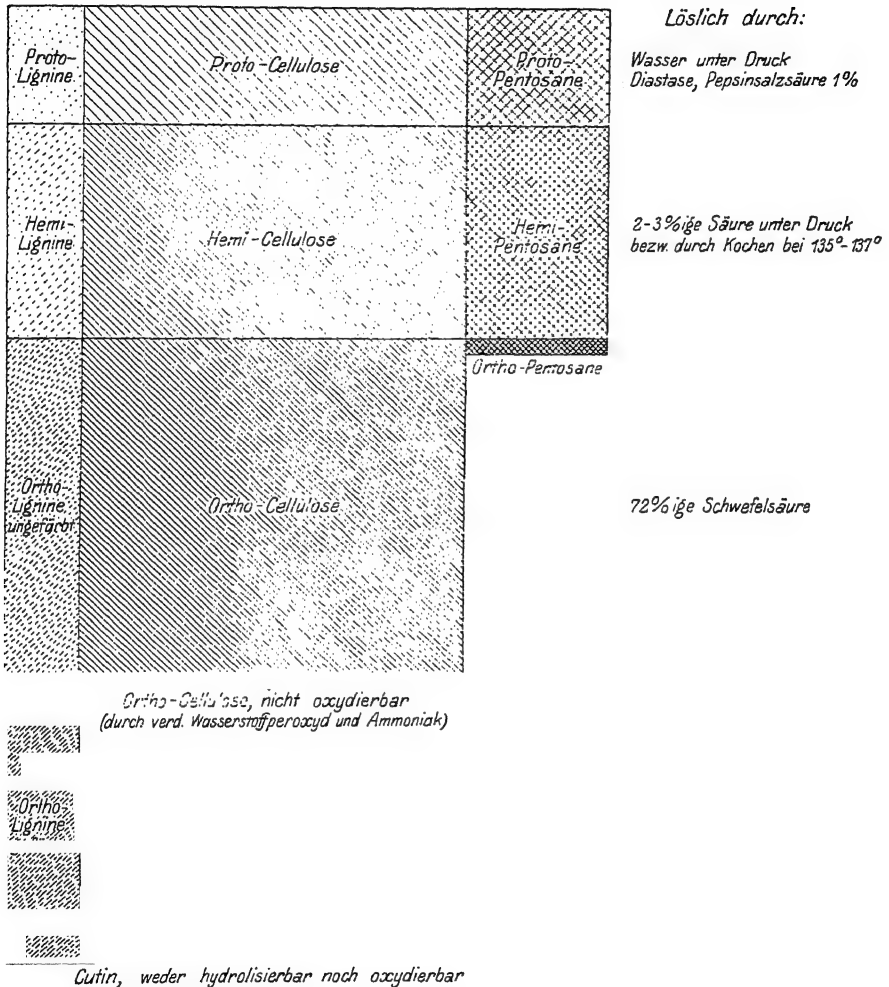 Löslich durch:
Proto-
Lignine
Proto-Cellulose
Proto-
Pentosane
Wasser unter Druck
Diastase, Pepsinsalzsäure 1%
Hemi-
Lignine
Hemi-Cellulose
Hemi-
Pentosane
2-3%ige Säure unter Druck
bezw. durch Kochen bei 135°-137°
Ortho-Pentosane
Ortho-
Lignine
ungefärbt
Ortho-Cellulose
72%ige Schwefelsäure
Ortho-Cellulose, nicht oxydierbar
(durch verd. Wasserstoffperoxyd und Ammoniak)
Ortho-
Lignine
Cutin, weder hydrolisierbar noch oxydierbar